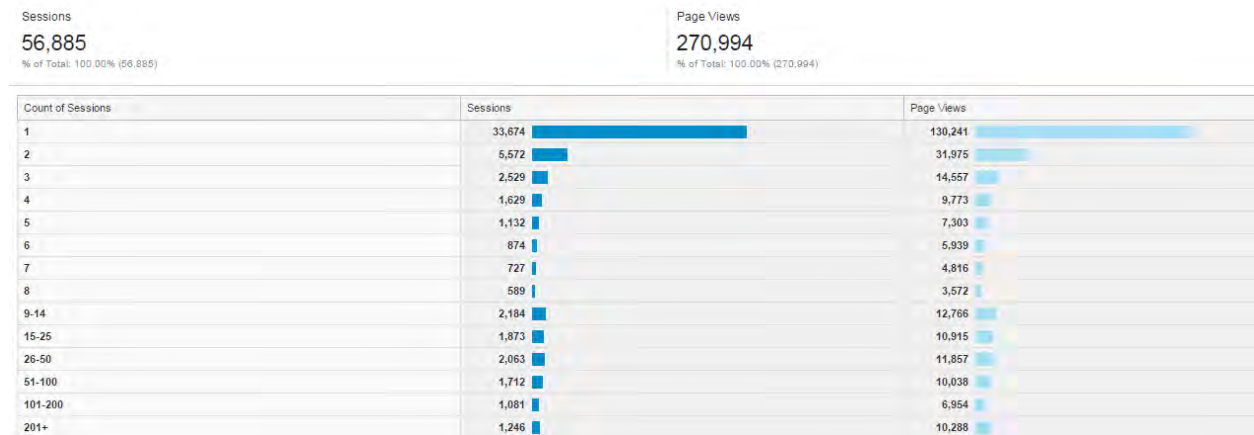 Sessions Page Views
56,885 270,994
% of Total: 100.00% (56,885) % of Total: 100.00% (270,994)
Count of Sessions Sessions Page Views
1 33,674 130,241
2 5,572 31,975
3 2,529 14,557
4 1,629 9,773
5 1,132 7,303
6 874 5,939
7 727 4,816
8 589 3,572
9-14 2,184 12,766
15-25 1,873 10,915
26-50 2,063 11,857
51-100 1,712 10,038
101-200 1,081 6,954
201+ 1,246 10,288